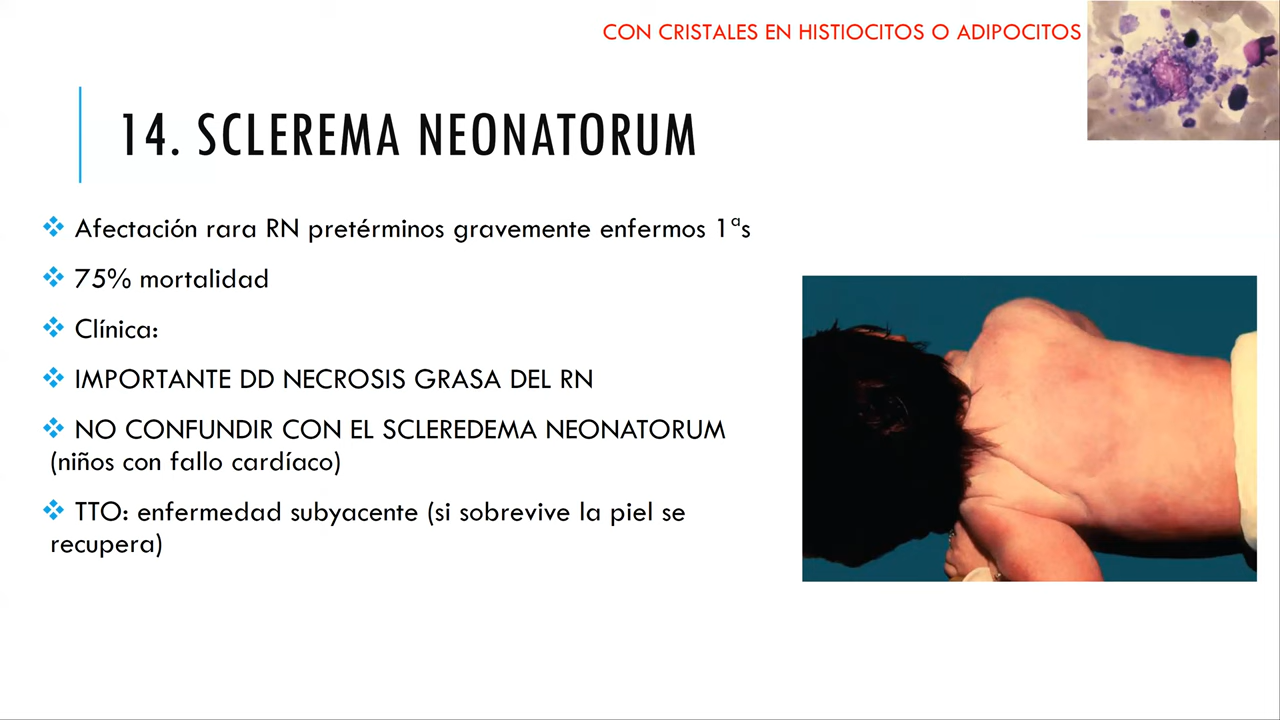 CON CRISTALES EN HISTIOCITOS O ADIPOCITOS
14. SCLEREMA NEONATORUM
Afectación rara RN pretérminos gravemente enfermos 1ªs
75% mortalidad
Clínica:
IMPORTANTE DD NECROSIS GRASA DEL RN
NO CONFUNDIR CON EL SCLEREDEMA NEONATORUM
(niños con fallo cardíaco)
TTO: enfermedad subyacente (si sobrevive la piel se
recupera)